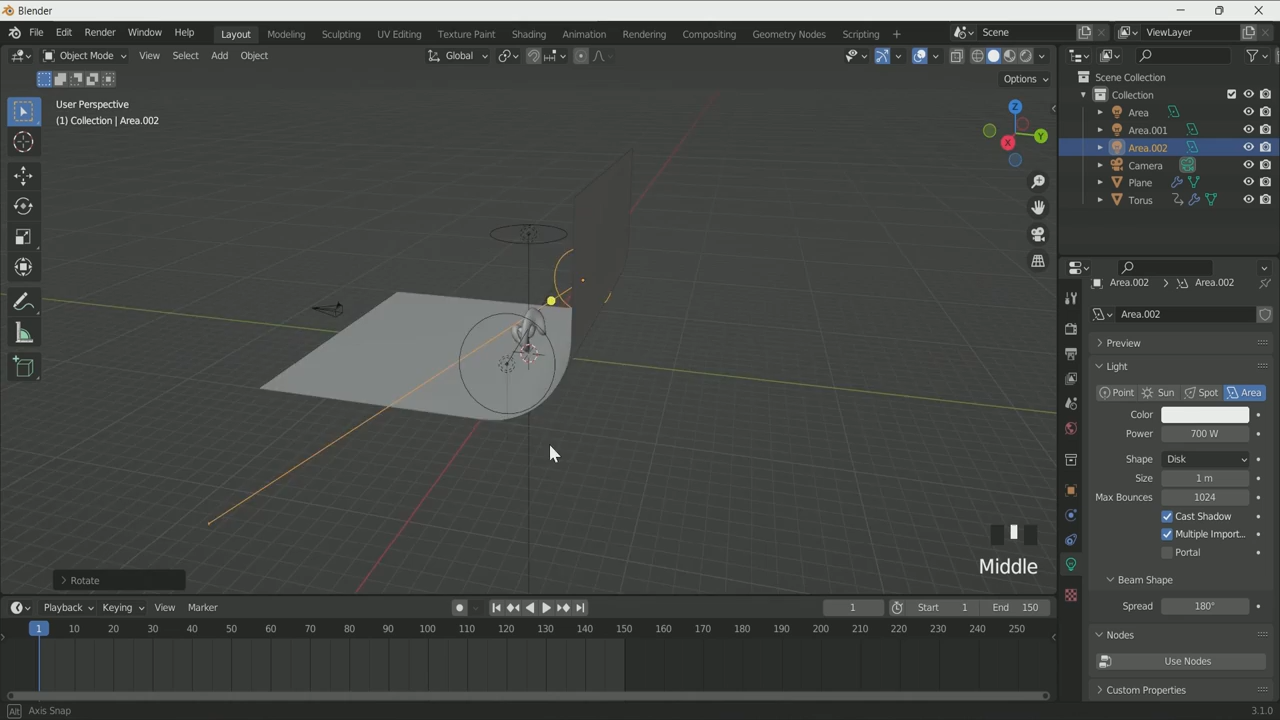 Blender
File Edit Render Window Help Layout Modeling Sculpting UV Editing Texture Paint Shading Animation Rendering Compositing Geometry Nodes Scripting + Scene ViewLayer
Object Mode View Select Add Object Global
Options
User Perspective
(1) Collection | Area.002
Z
Y
X
Scene Collection
Collection
Area
Area.001
Area.002
Camera
Plane
Torus
Area.002 > Area.002
Area.002
Preview
Light
Point Sun Spot Area
Color
Power 700 W
Shape Disk
Size 1 m
Max Bounces 1024
Cast Shadow
Multiple Import...
Portal
Beam Shape
Spread 180°
Nodes
Use Nodes
Custom Properties
Middle
Rotate
Playback Keying View Marker 1 Start 1 End 150
1 10 20 30 40 50 60 70 80 90 100 110 120 130 140 150 160 170 180 190 200 210 220 230 240 250
Alt Axis Snap 3.1.0